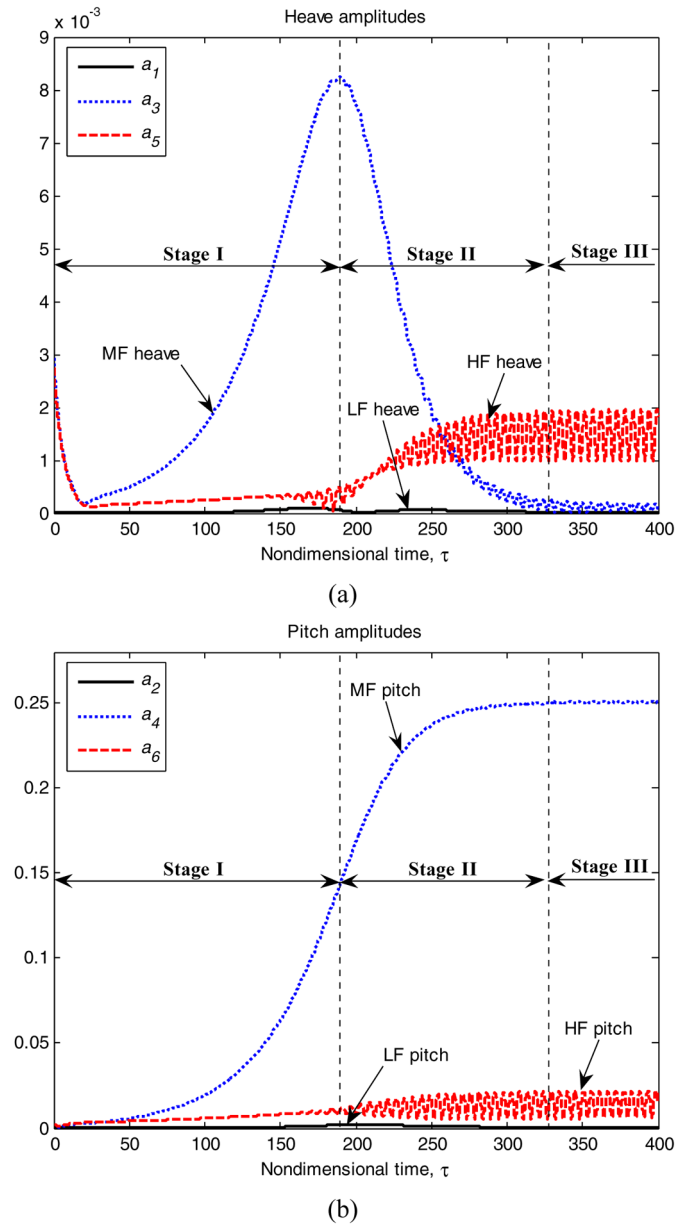 Heave amplitudes
x 10⁻³
9
8
7
6
5
4
3
2
1
0
a₁
a₃
a₅
Stage I
Stage II
Stage III
MF heave
HF heave
LF heave
0 50 100 150 200 250 300 350 400
Nondimensional time, τ
(a)
Pitch amplitudes
0.25
0.2
0.15
0.1
0.05
0
a₂
a₄
a₆
MF pitch
Stage I
Stage II
Stage III
LF pitch
HF pitch
0 50 100 150 200 250 300 350 400
Nondimensional time, τ
(b)